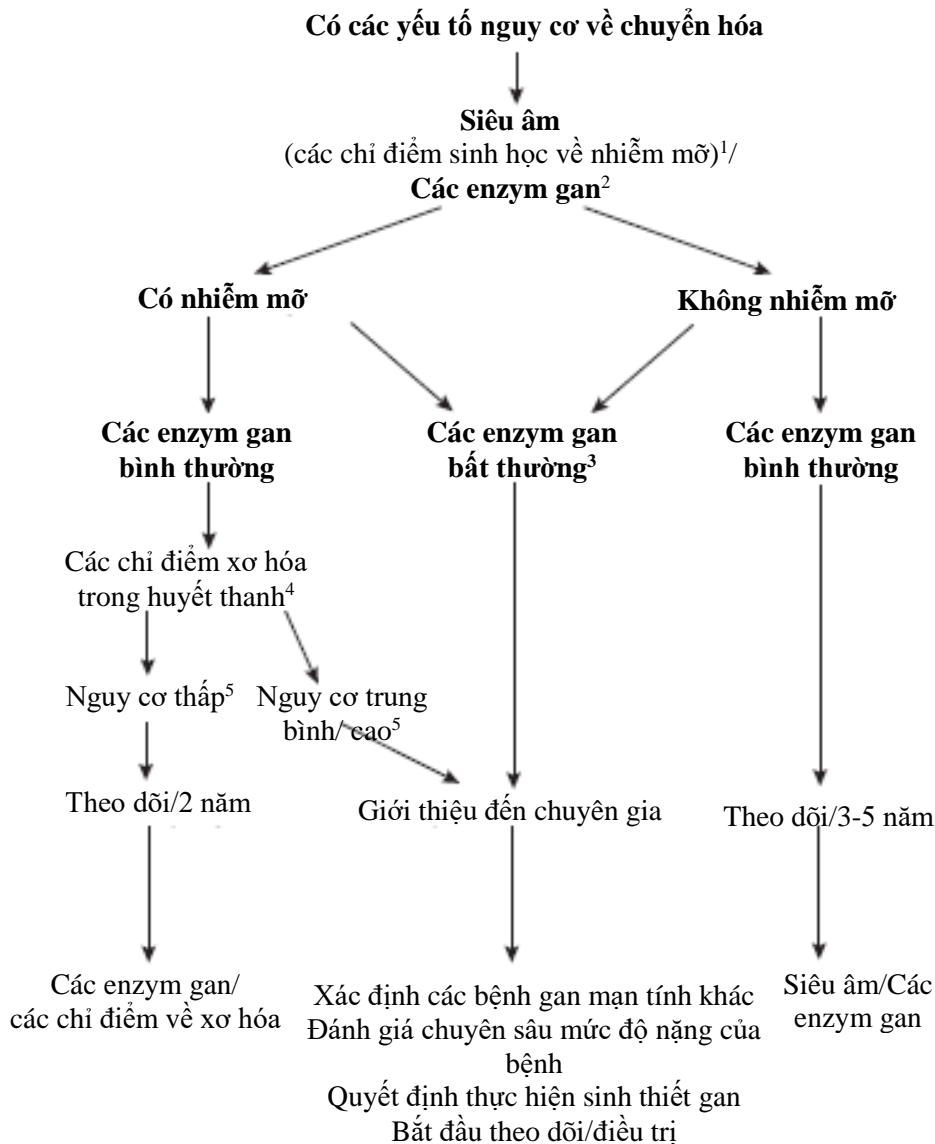 Có các yếu tố nguy cơ về chuyển hóa
Siêu âm
(các chỉ điểm sinh học về nhiễm mỡ)¹/
Các enzym gan²
Có nhiễm mỡ
Không nhiễm mỡ
Các enzym gan
bình thường
Các enzym gan
bất thường³
Các enzym gan
bình thường
Các chỉ điểm xơ hóa
trong huyết thanh⁴
Nguy cơ thấp⁵
Nguy cơ trung
bình/ cao⁵
Theo dõi/2 năm
Giới thiệu đến chuyên gia
Theo dõi/3-5 năm
Các enzym gan/
các chỉ điểm về xơ hóa
Xác định các bệnh gan mạn tính khác
Đánh giá chuyên sâu mức độ nặng của
bệnh
Quyết định thực hiện sinh thiết gan
Bắt đầu theo dõi/điều trị
Siêu âm/Các
enzym gan